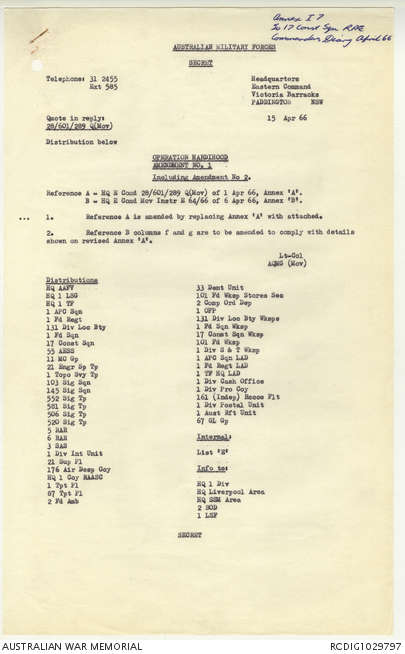 Annex I 7
To 17 Const Sqn RAE
Commanders Diary April 66
AUSTRALIAN MILITARY FORCES
SECRET
Telephone: 31 2455
Ext 585
Headquarters
Eastern Command
Victoria Barracks
PADDINGTON NSW
Quote in reply:
28/601/289 Q(Mov)
15 Apr 66
Distribution below
OPERATION HARDIHOOD
AMENDMENT NO. 1
Including Amendment No 2.
Reference A - HQ E Comd 28/601/289 Q(Mov) of 1 Apr 66, Annex 'A'.
B - HQ E Comd Mov Instr E 64/66 of 6 Apr 66, Annex 'B'.
... 1. Reference A is amended by replacing Annex 'A' with attached.
2. Reference B columns f and g are to be amended to comply with details
shown on revised Annex 'A'.
Lt-Col
AQMG (Mov)
Distribution:
HQ AAFV
HQ 1 LSG
HQ 1 TF
1 APC Sqn
1 Fd Regt
131 Div Loc Bty
1 Fd Sqn
17 Const Sqn
55 AESS
11 MC Gp
21 Engr Sp Tp
1 Topo Svy Tp
103 Sig Sqn
145 Sig Sqn
552 Sig Tp
581 Sig Tp
506 Sig Tp
520 Sig Tp
5 RAR
6 RAR
3 SAS
1 Div Int Unit
21 Sup Pl
176 Air Desp Coy
HQ 1 Coy RAASC
1 Tpt Pl
87 Tpt Pl
2 Fd Amb
33 Dent Unit
101 Fd Wksp Stores Sec
2 Comp Ord Dep
1 OFP
131 Div Loc Bty Wksps
1 Fd Sqn Wksp
17 Const Sqn Wksp
101 Fd Wksp
1 Div S & T Wksp
1 APC Sqn LAD
1 Fd Regt LAD
1 TF HQ LAD
1 Div Cash Office
1 Div Pro Coy
161 (Indep) Recce Flt
1 Div Postal Unit
1 Aust Rft Unit
67 GL Gp
Internal:
List 'E'
Info to:
HQ 1 Div
HQ Liverpool Area
HQ SSM Area
2 BOD
1 LSF
SECRET
AUSTRALIAN WAR MEMORIAL
RCDIG1029797